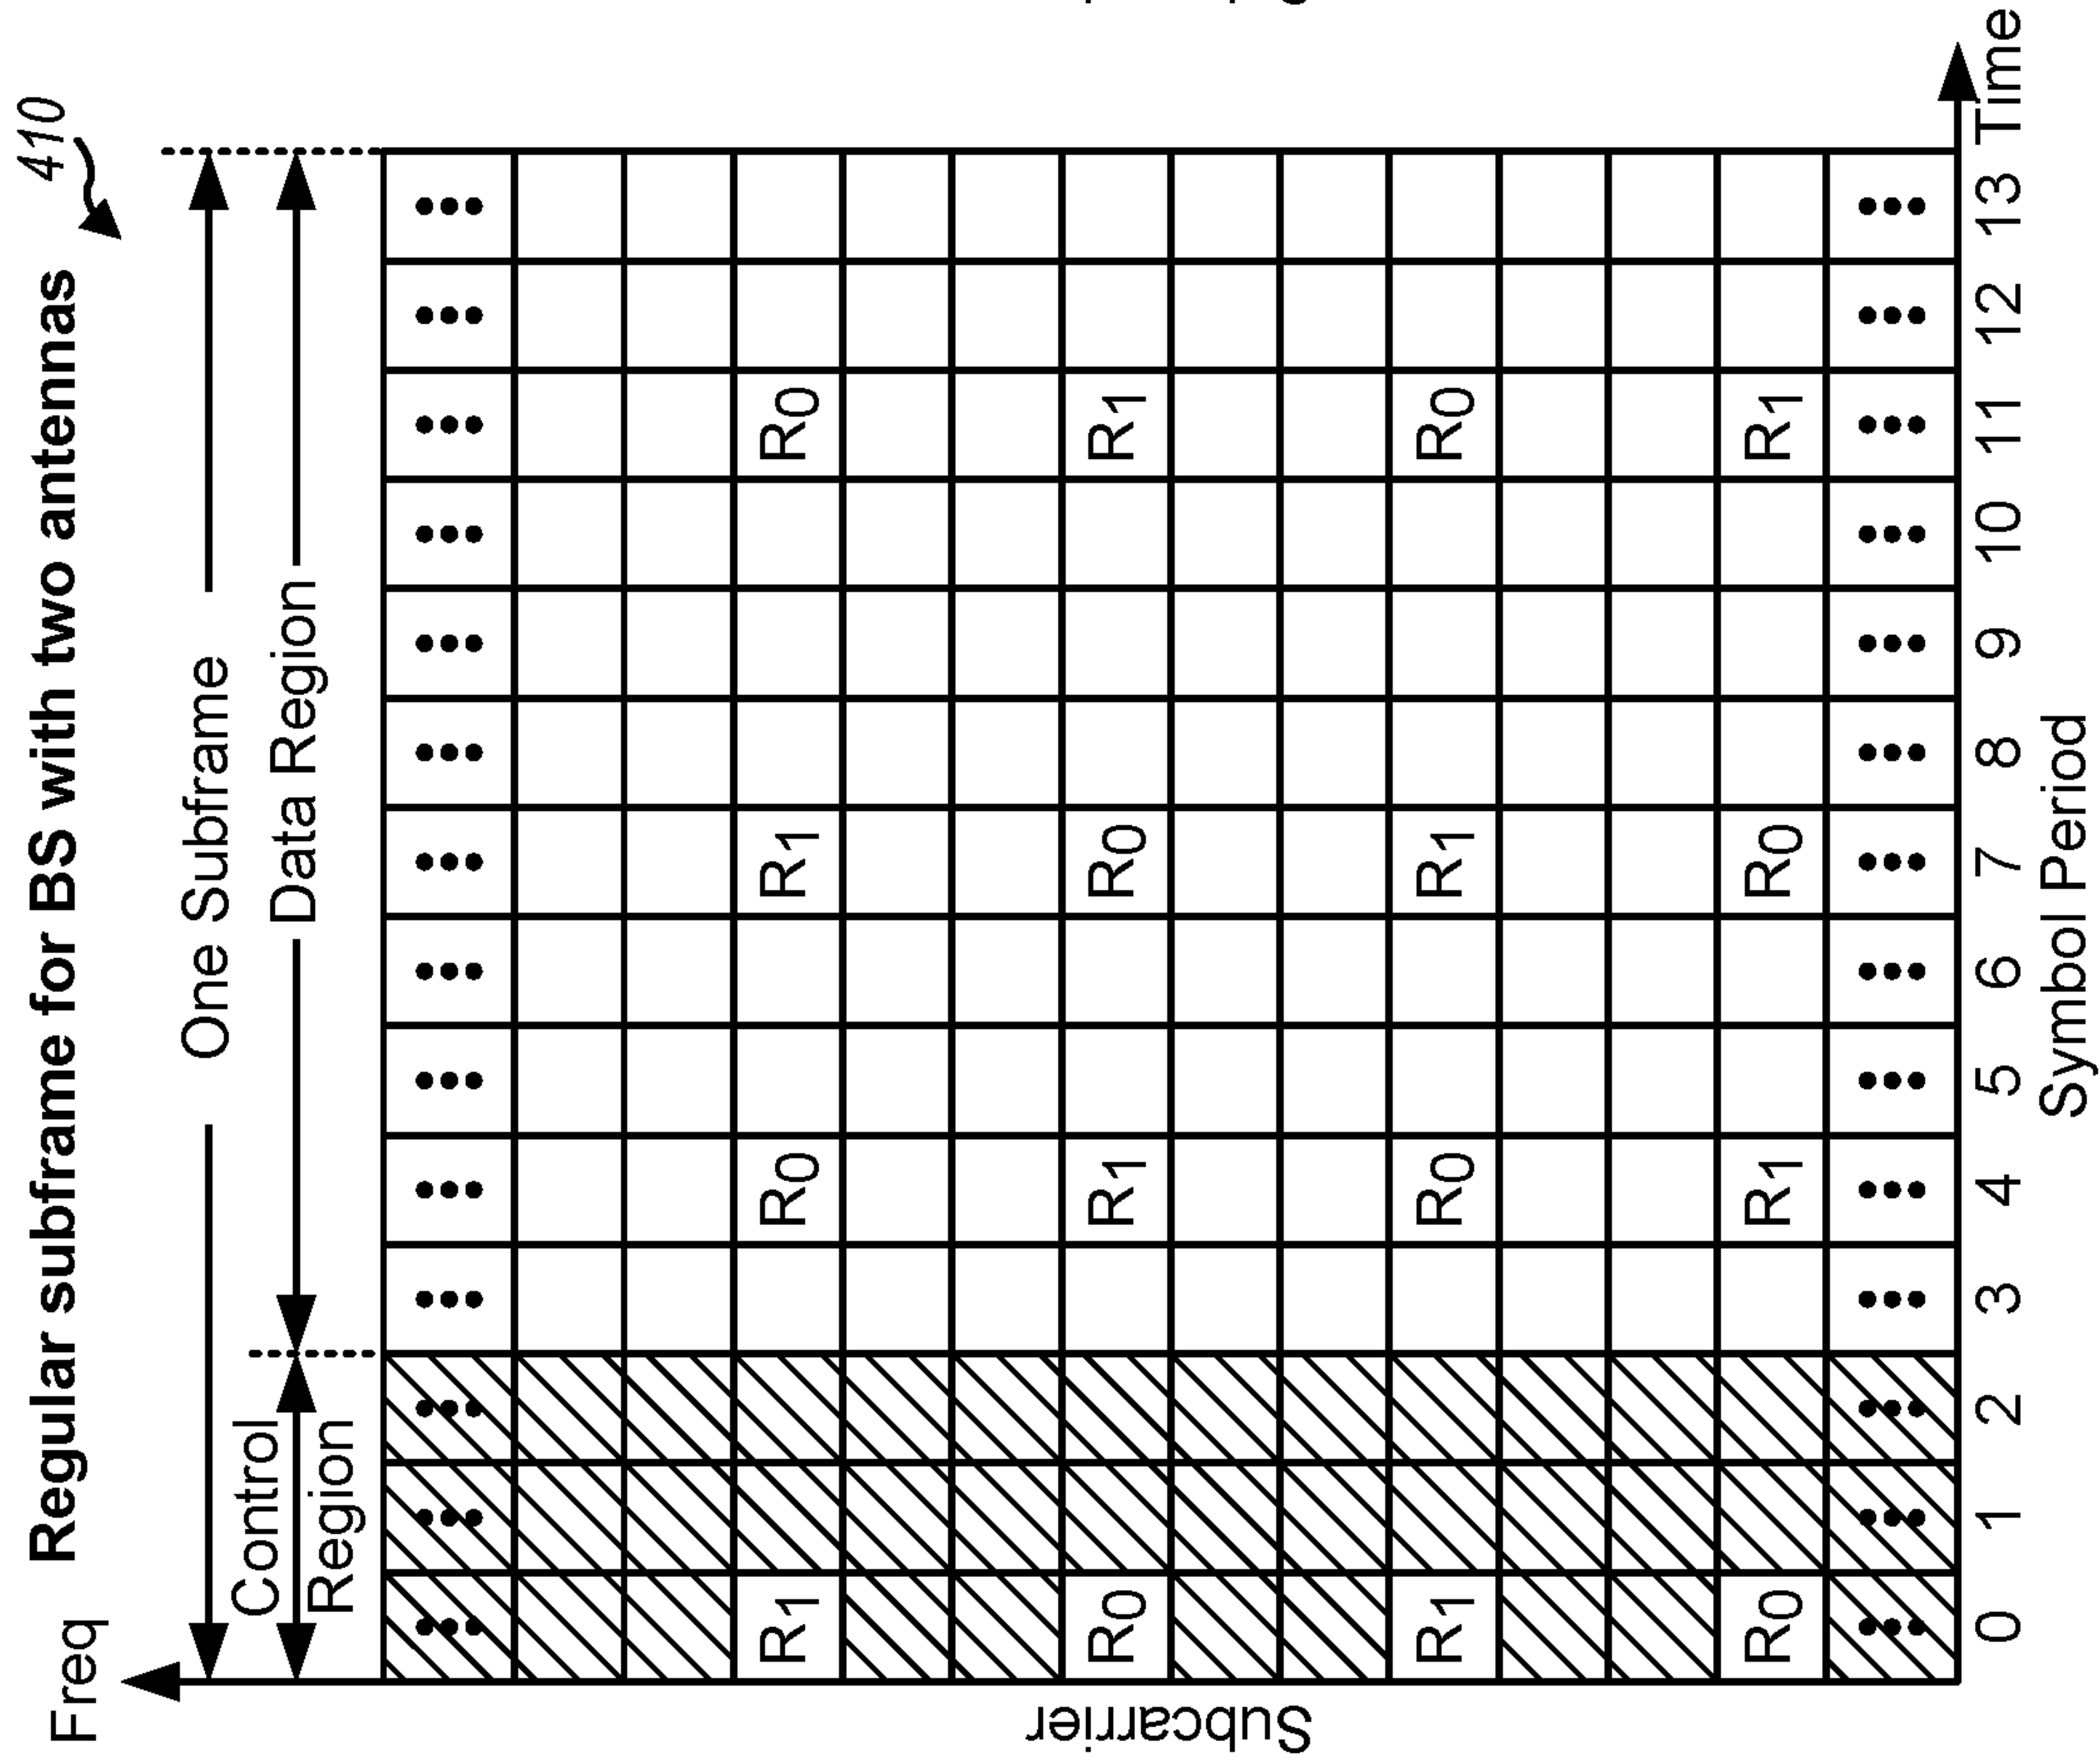 Regular subframe for BS with two antennas
410
Freq
One Subframe
Control
Region
Data Region
Subcarrier
... ... ... ... ... ... ... ... ... ... ... ... ... ...
R1 R0 R1 R0
R0 R1 R0 R1
R1 R0 R1 R0
R0 R1 R0 R1
... ... ... ... ... ... ... ... ... ... ... ... ... ...
0 1 2 3 4 5 6 7 8 9 10 11 12 13 Time
Symbol Period